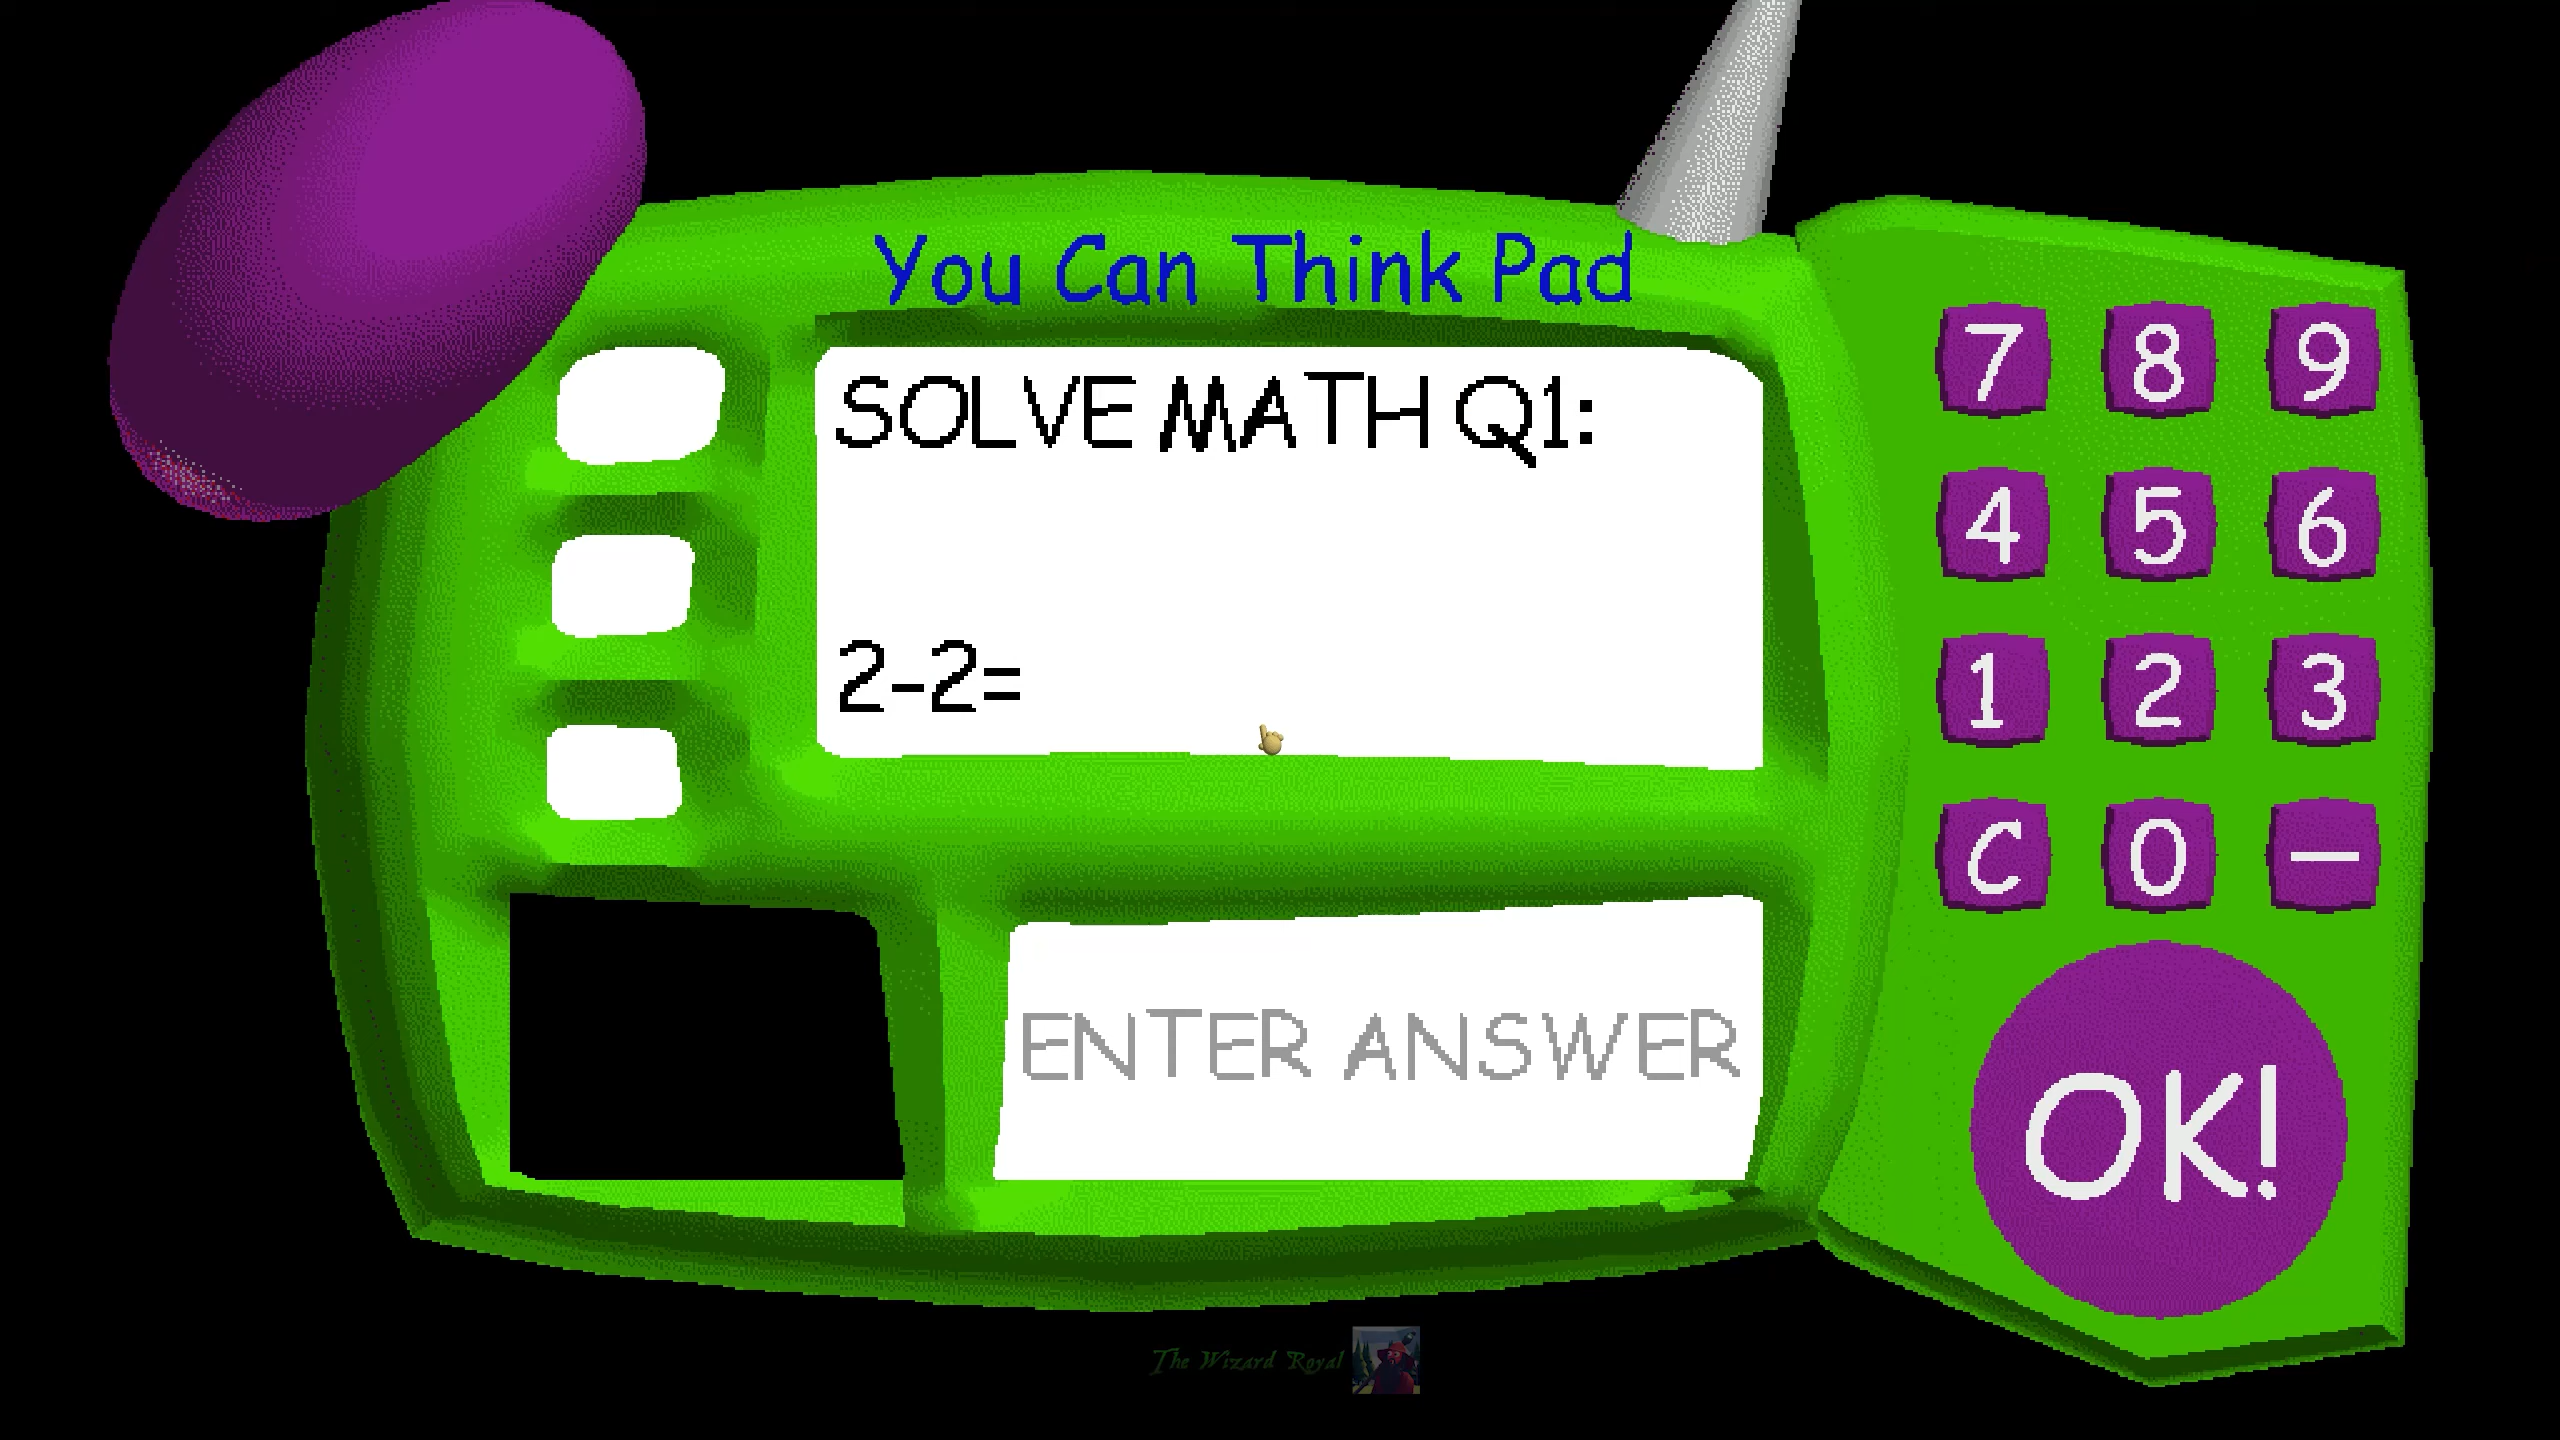 You Can Think Pad
SOLVE MATH Q1:
2-2=
ENTER ANSWER
7 8 9
4 5 6
1 2 3
C 0 —
OK!
The Wizard Royal